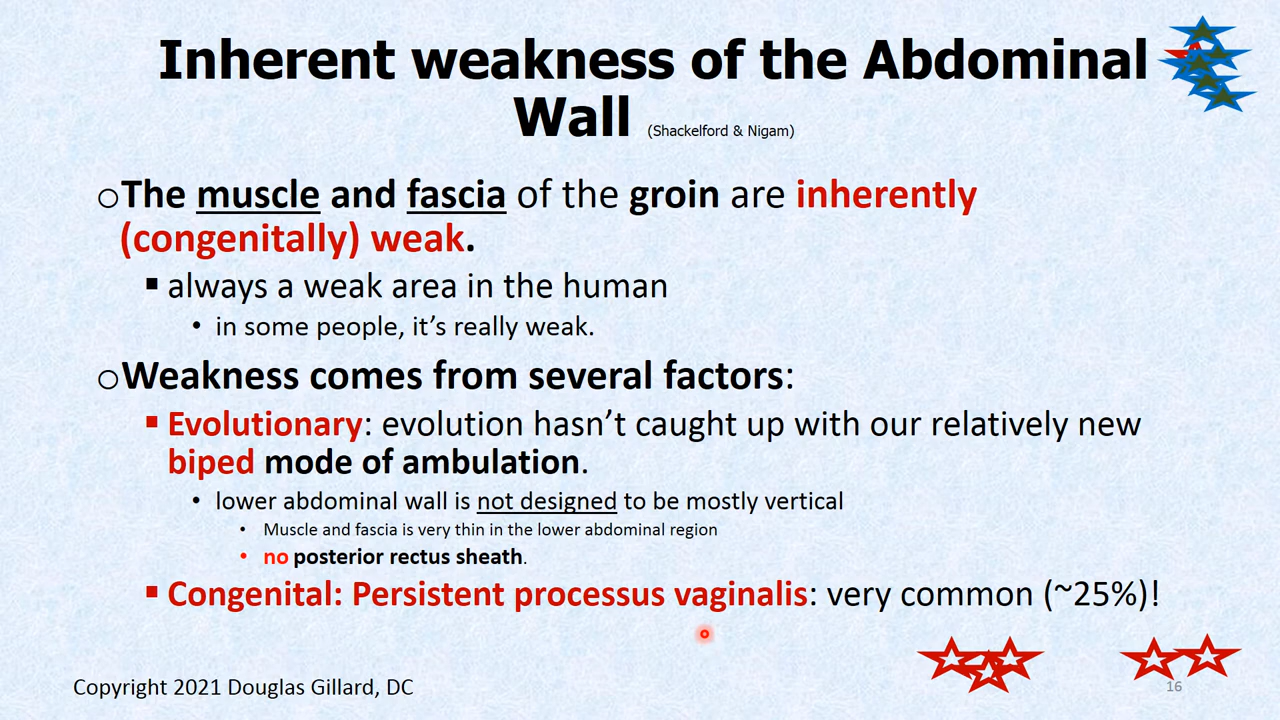 Inherent weakness of the Abdominal
Wall (Shackelford & Nigam)
The muscle and fascia of the groin are inherently
(congenitally) weak.
always a weak area in the human
in some people, it’s really weak.
Weakness comes from several factors:
Evolutionary: evolution hasn’t caught up with our relatively new
biped mode of ambulation.
lower abdominal wall is not designed to be mostly vertical
Muscle and fascia is very thin in the lower abdominal region
no posterior rectus sheath.
Congenital: Persistent processus vaginalis: very common (~25%)!
Copyright 2021 Douglas Gillard, DC
16